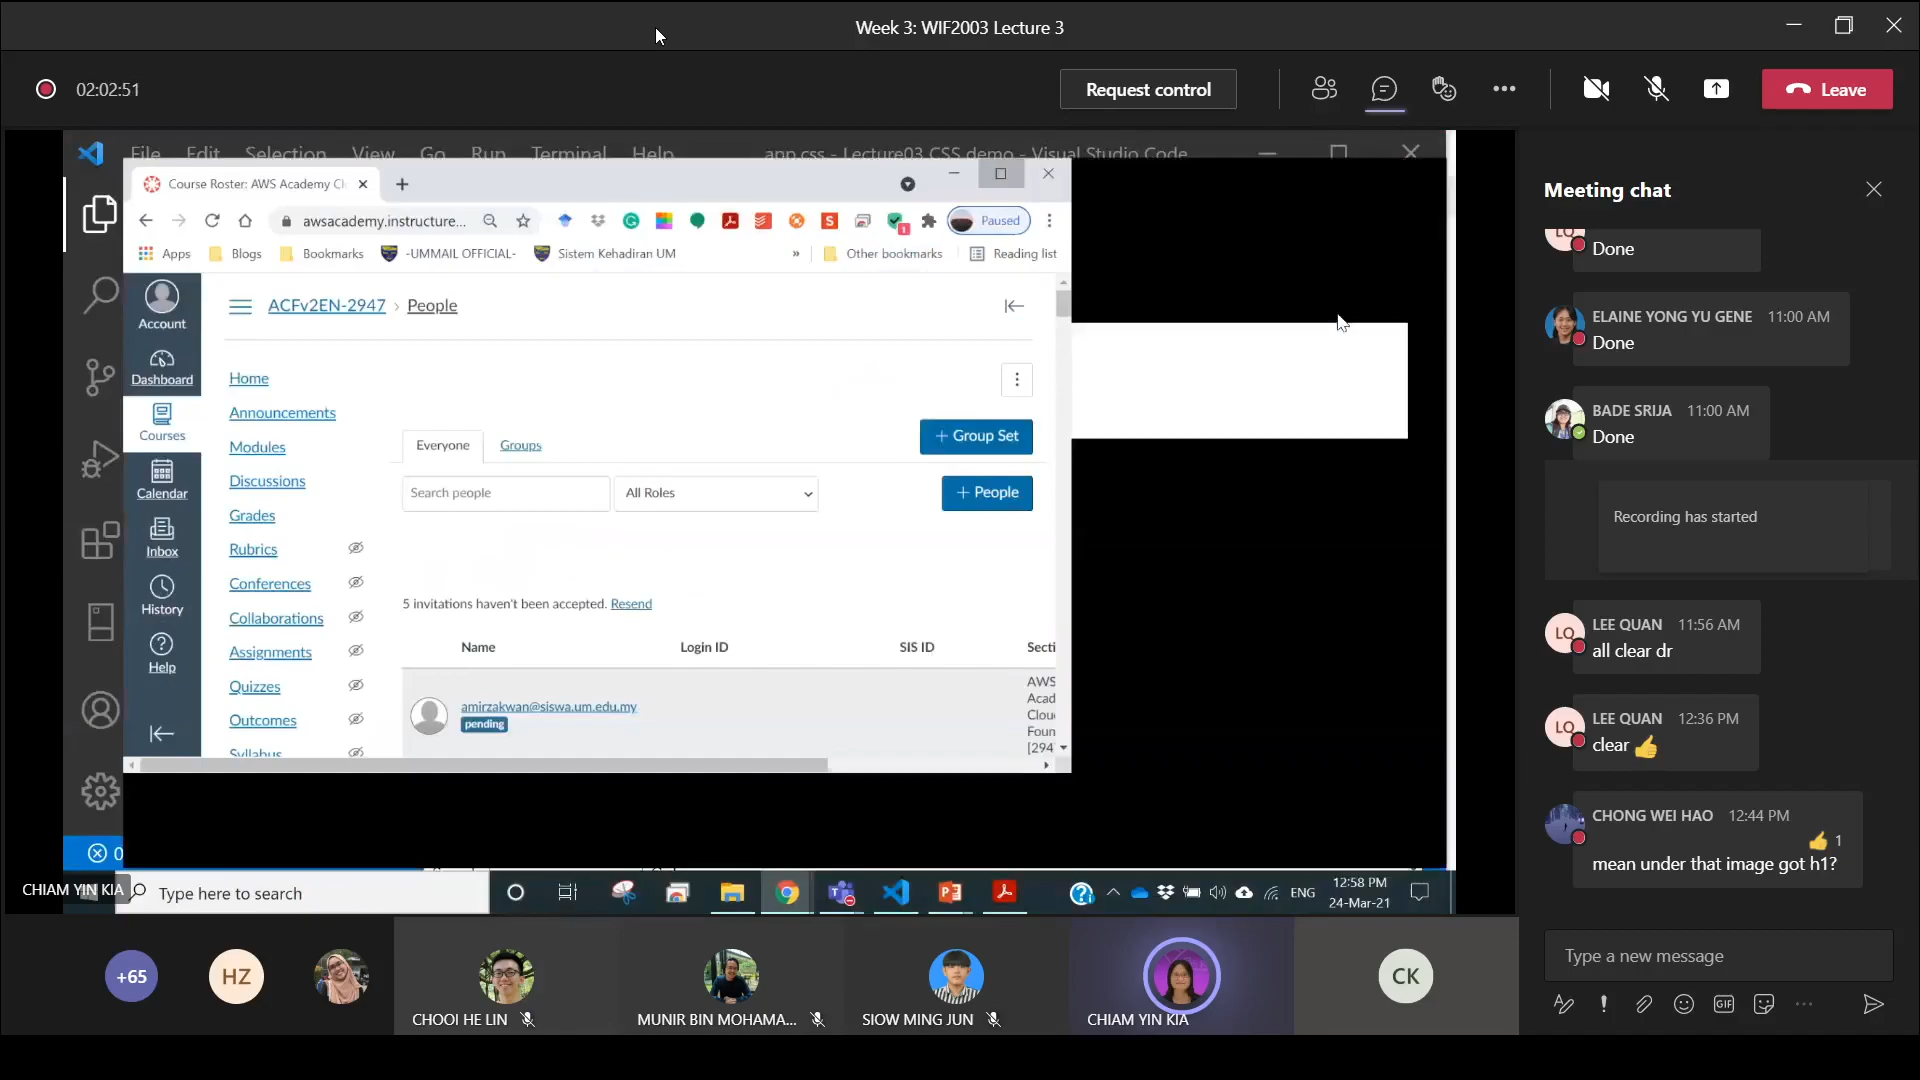 Week 3: WIF2003 Lecture 3
02:02:51
Request control
Leave
File Edit Selection View Go Run Terminal Help
app.css - Lecture03 CSS demo - Visual Studio Code
Course Roster: AWS Academy Cl
awsacademy.instructure...
Paused
Apps Blogs Bookmarks -UMMAIL OFFICIAL- Sistem Kehadiran UM » Other bookmarks Reading list
Account
Dashboard
Courses
Calendar
Inbox
History
Help
ACFv2EN-2947 › People
Home
Announcements
Modules
Discussions
Grades
Rubrics
Conferences
Collaborations
Assignments
Quizzes
Outcomes
Syllabus
+ Group Set
Everyone Groups
Search people
All Roles
+ People
5 invitations haven't been accepted. Resend
Name Login ID SIS ID Secti
amirzakwan@siswa.um.edu.my
pending
AWS
Acad
Clou
Foun
[294
0
CHIAM YIN KIA
Type here to search
ENG
12:58 PM
24-Mar-21
+65
HZ
CHOOI HE LIN
MUNIR BIN MOHAMA...
SIOW MING JUN
CHIAM YIN KIA
CK
Meeting chat
LQ
Done
ELAINE YONG YU GENE 11:00 AM
Done
BADE SRIJA 11:00 AM
Done
Recording has started
LQ
LEE QUAN 11:56 AM
all clear dr
LQ
LEE QUAN 12:36 PM
clear 👍
CHONG WEI HAO 12:44 PM
👍 1
mean under that image got h1?
Type a new message
GIF